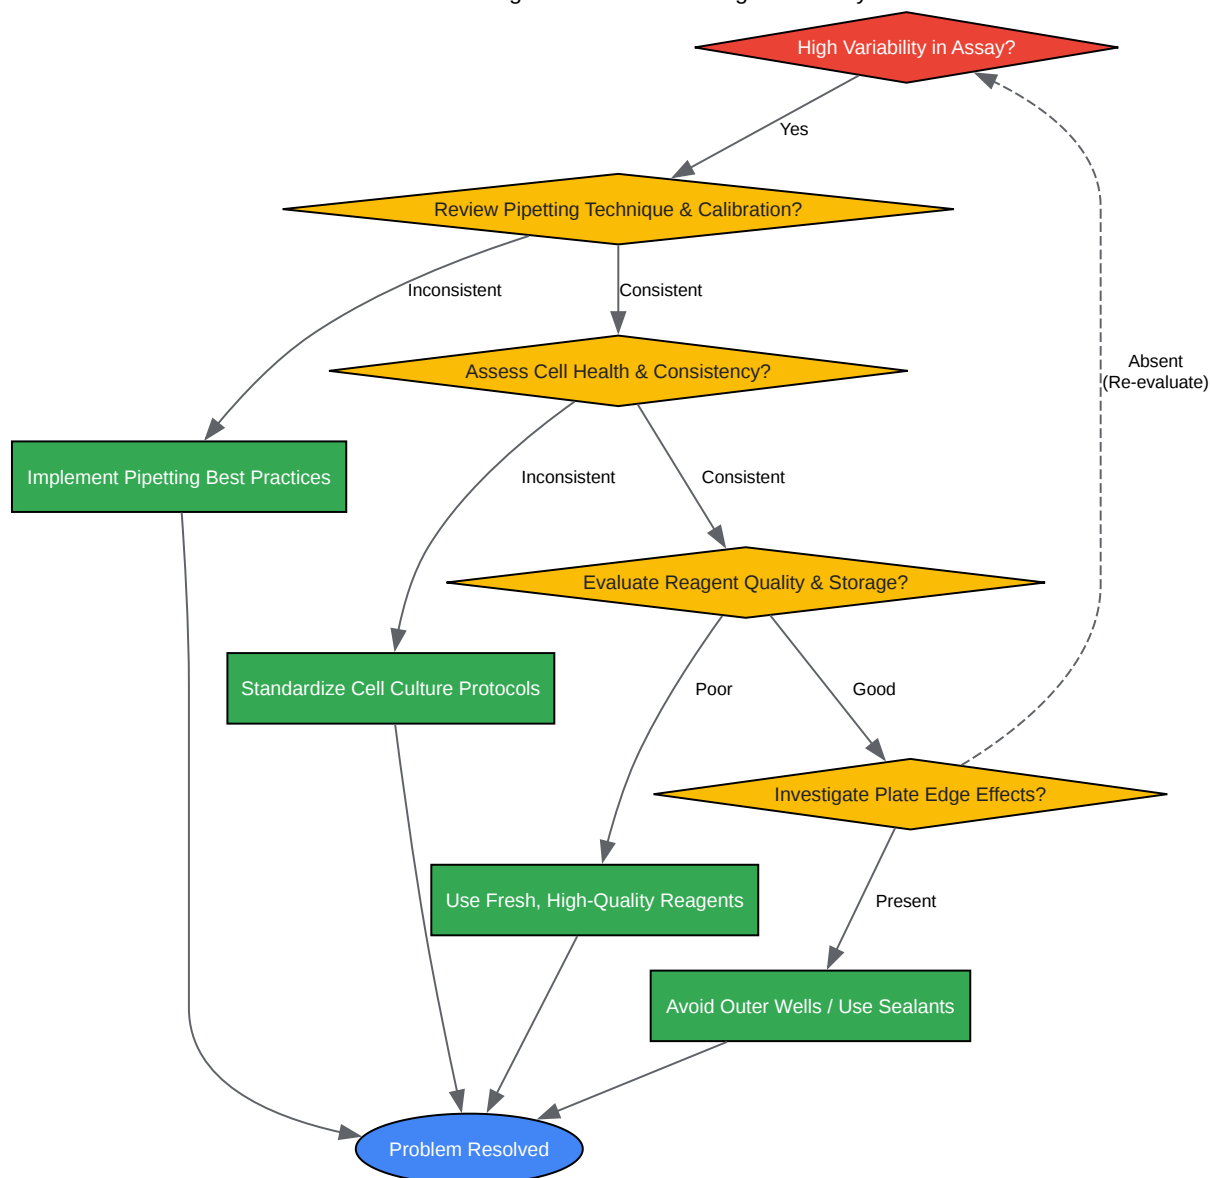 High Variability in Assay?
Yes
Review Pipetting Technique & Calibration?
Inconsistent
Consistent
Assess Cell Health & Consistency?
Absent
(Re-evaluate)
Implement Pipetting Best Practices
Inconsistent
Consistent
Evaluate Reagent Quality & Storage?
Standardize Cell Culture Protocols
Poor
Good
Investigate Plate Edge Effects?
Use Fresh, High-Quality Reagents
Present
Avoid Outer Wells / Use Sealants
Problem Resolved